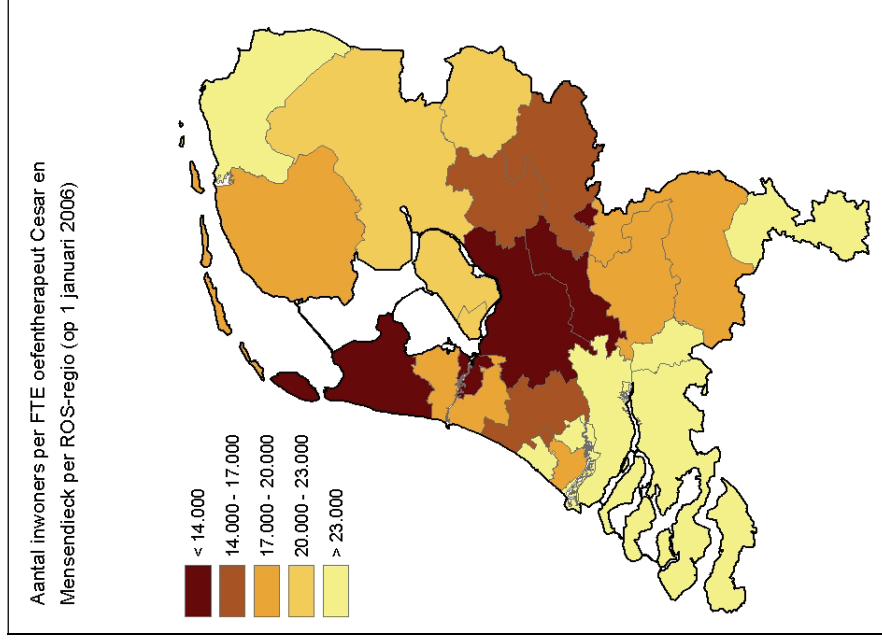 Aantal inwoners per FTE oefentherapeut Cesar en
Mensendieck per ROS-regio (op 1 januari 2006)
< 14.000
14.000 - 17.000
17.000 - 20.000
20.000 - 23.000
> 23.000